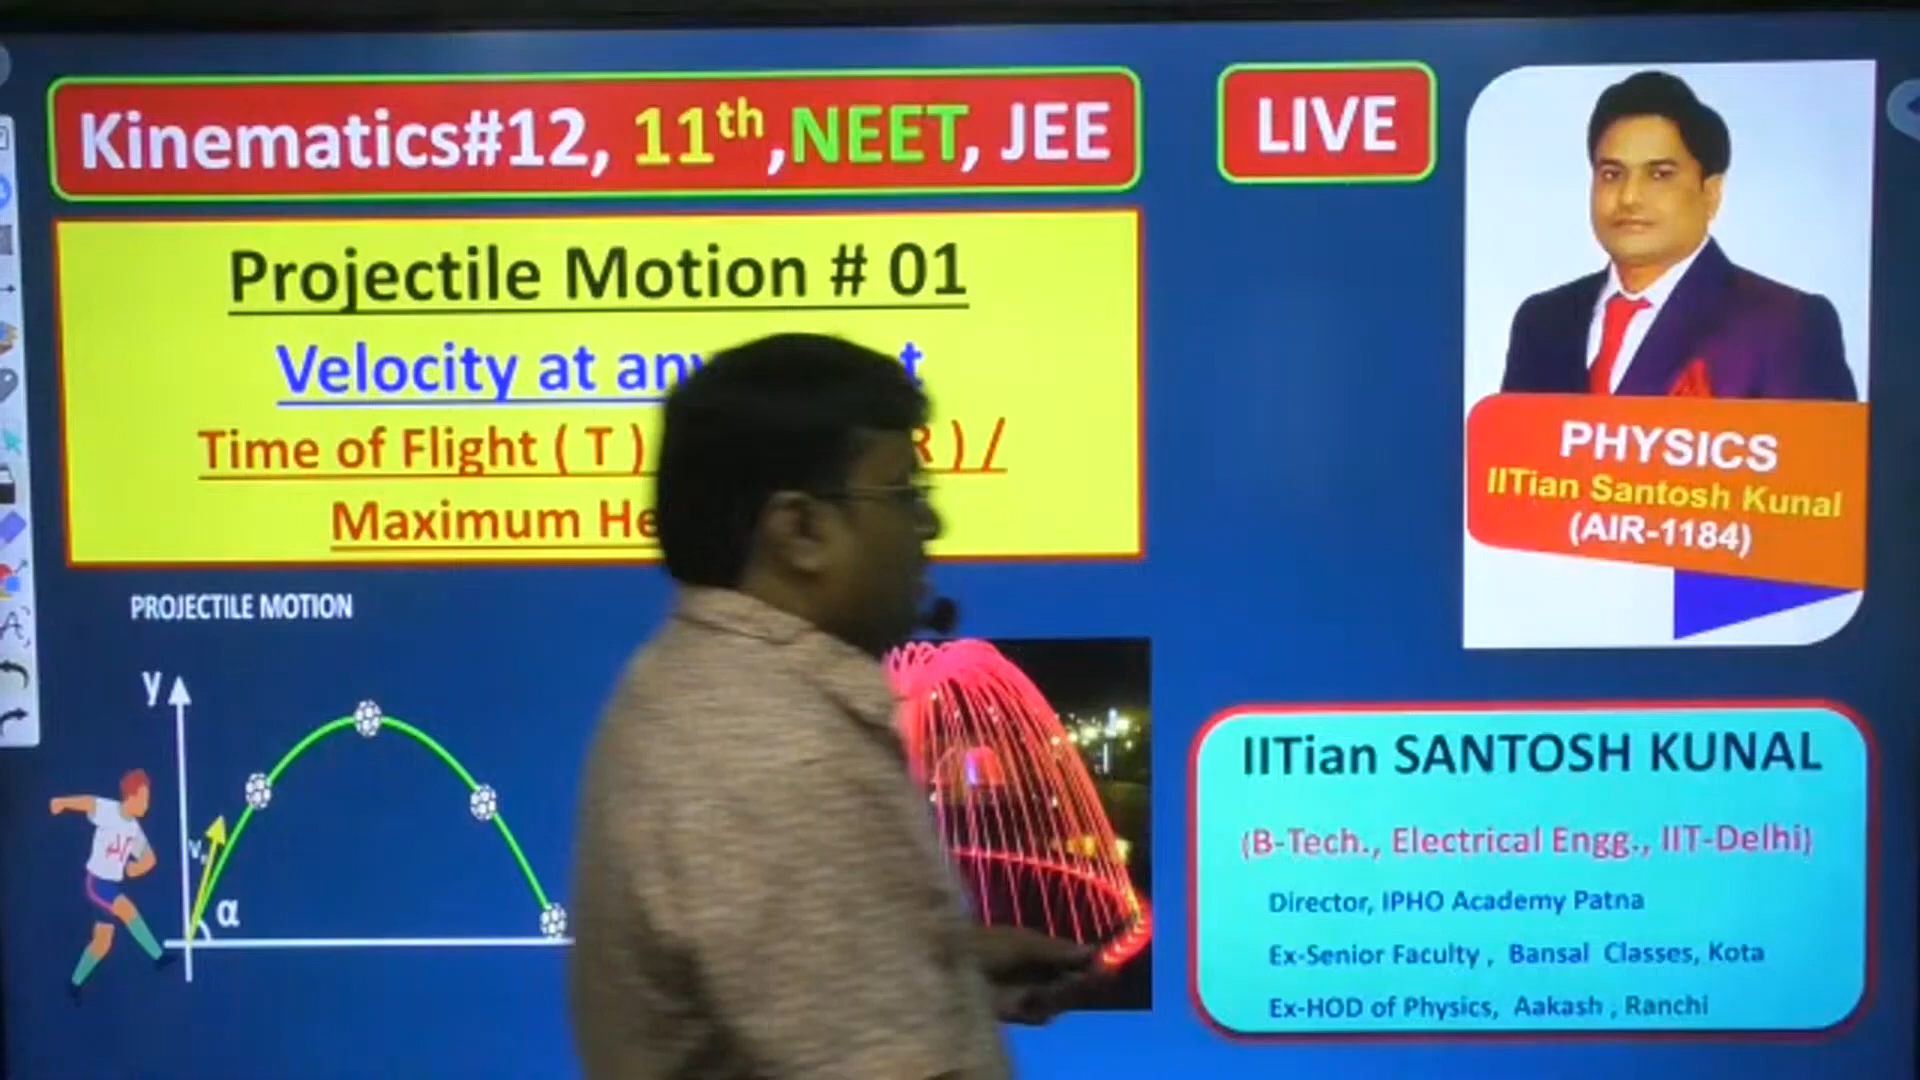 Kinematics#12, 11th,NEET, JEE
LIVE
Projectile Motion # 01
Velocity at
Time of Flight ( T ) R ) /
Maximum
PROJECTILE MOTION
y
α
PHYSICS
IITian Santosh Kunal
(AIR-1184)
IITian SANTOSH KUNAL
(B-Tech., Electrical Engg., IIT-Delhi)
Director, IPHO Academy Patna
Ex-Senior Faculty , Bansal Classes, Kota
Ex-HOD of Physics, Aakash , Ranchi